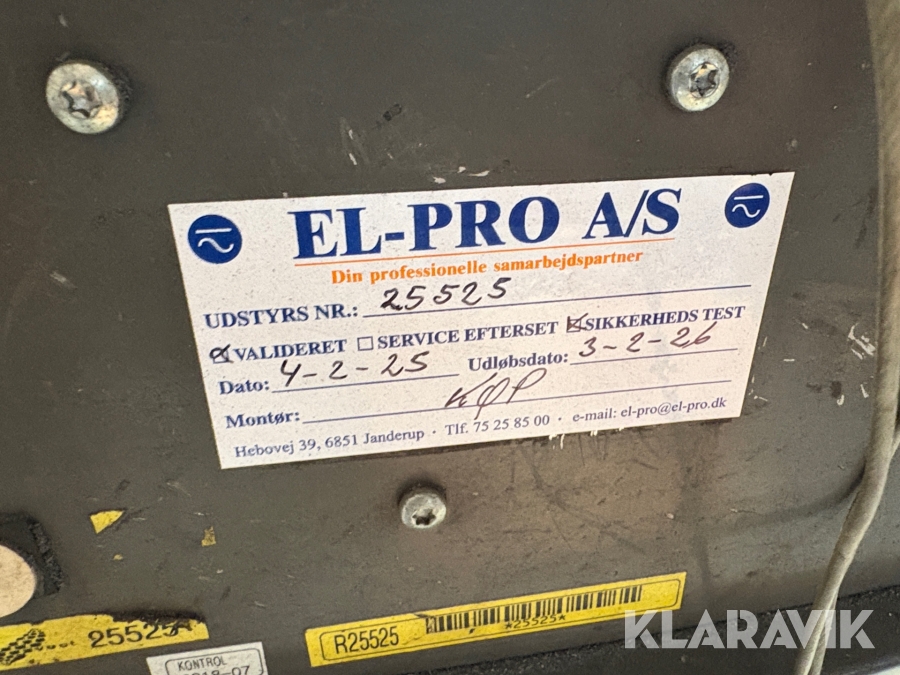 EL-PRO A/S
Din professionelle samarbejdspartner
UDSTYRS NR.: 25525
VALIDERET SERVICE EFTERSET SIKKERHEDS TEST
Dato: 4-2-25 Udløbsdato: 3-2-26
Montør: KØP
Hebovej 39, 6851 Janderup · Tlf. 75 25 85 00 · e-mail: el-pro@el-pro.dk
R25525 *25525*
25525*
KONTROL
KLARAVIK